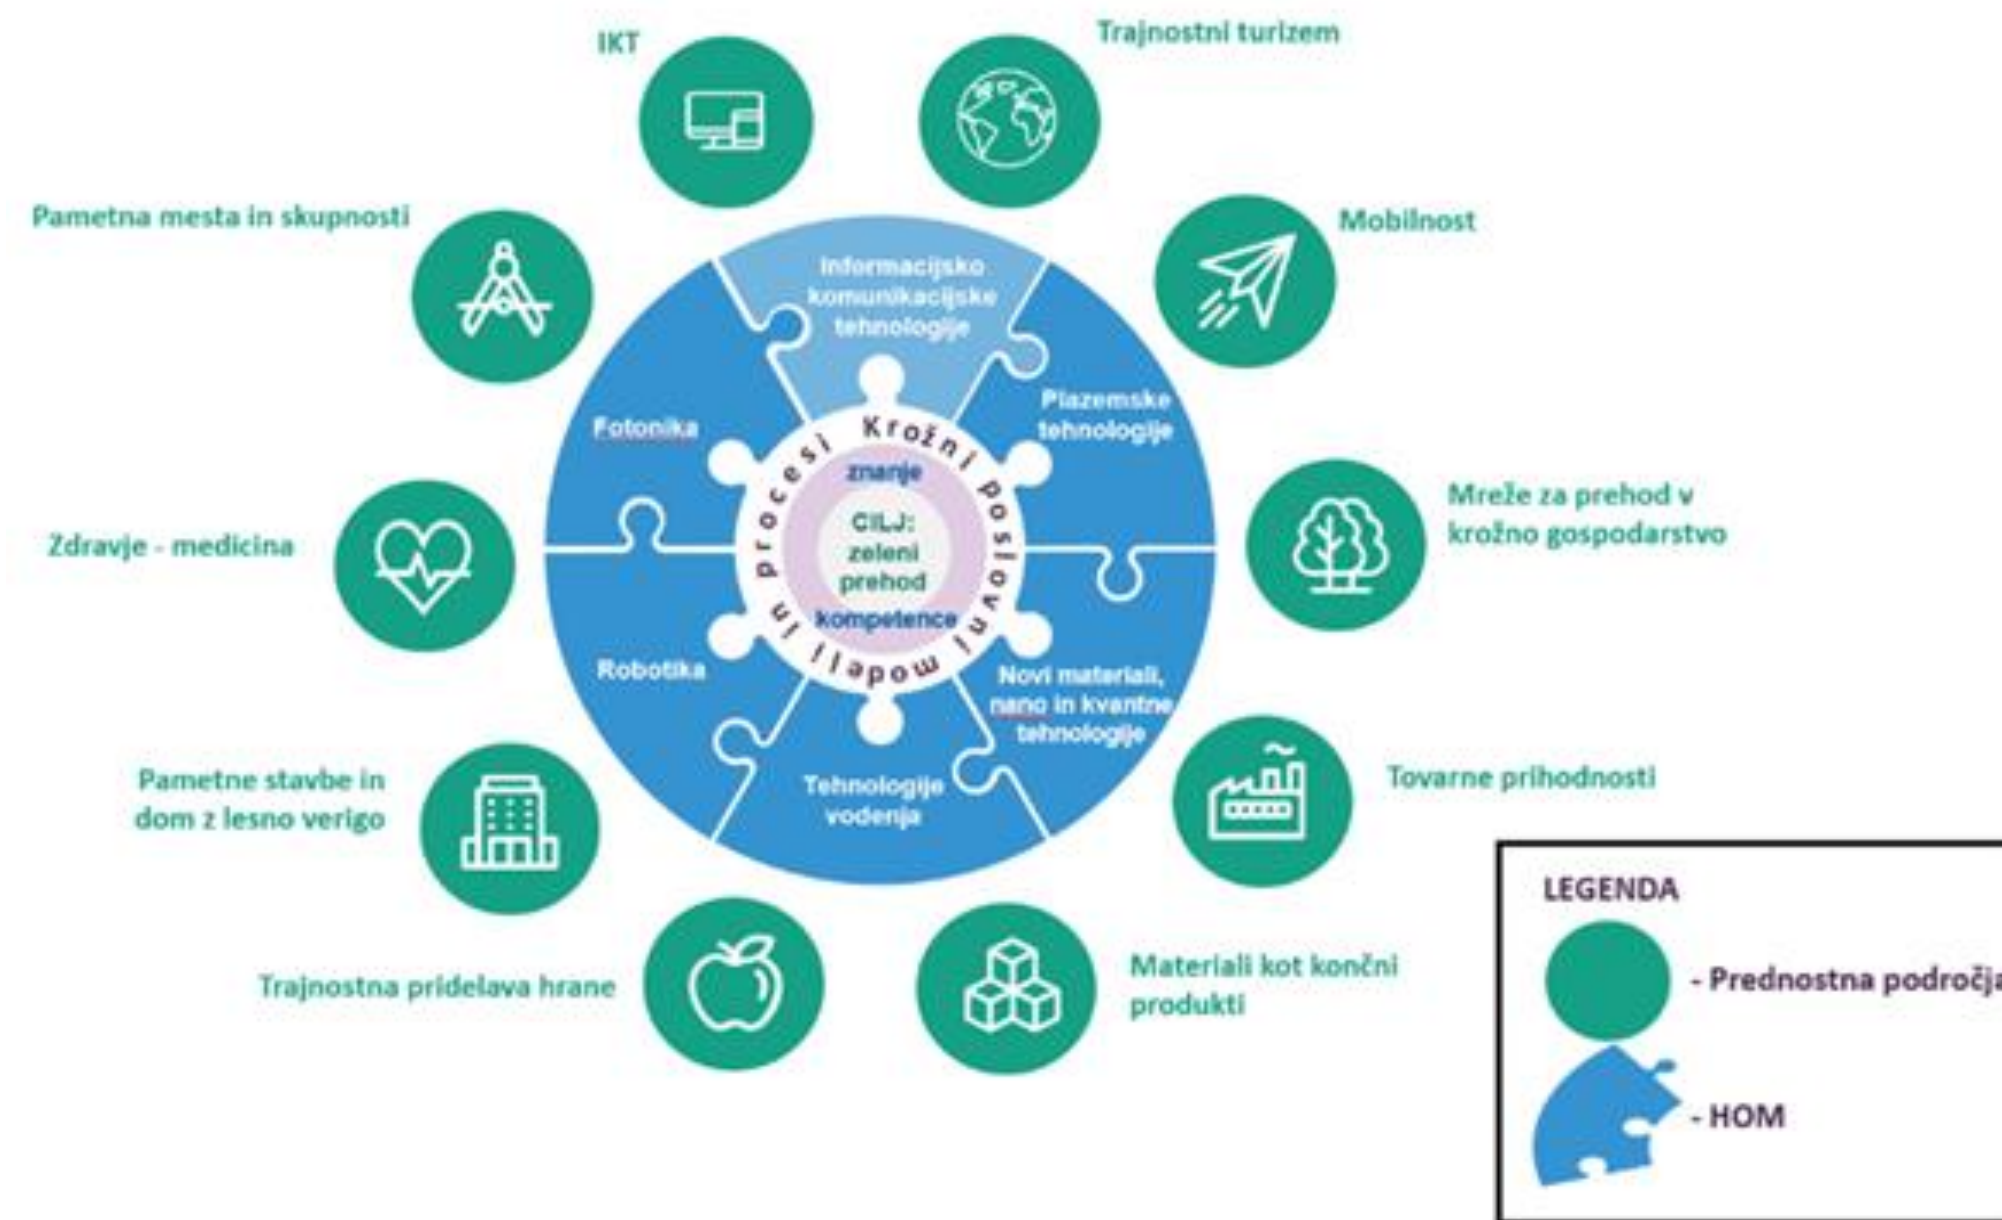 IKT
Trajnostni turizem
Pametna mesta in skupnosti
Mobilnost
Informacijsko
komunikacijske
tehnologije
Plazemske
tehnologije
Fotonika
Krožni poslovni modeli in procesi
znanje
CILJ:
zeleni
prehod
kompetence
Mreže za prehod v
krožno gospodarstvo
Zdravje - medicina
Robotika
Novi materiali,
nano in kvantne
tehnologije
Tehnologije
vodenja
Pametne stavbe in
dom z lesno verigo
Tovarne prihodnosti
Trajnostna pridelava hrane
Materiali kot končni
produkti
LEGENDA
- Prednostna področja
- HOM